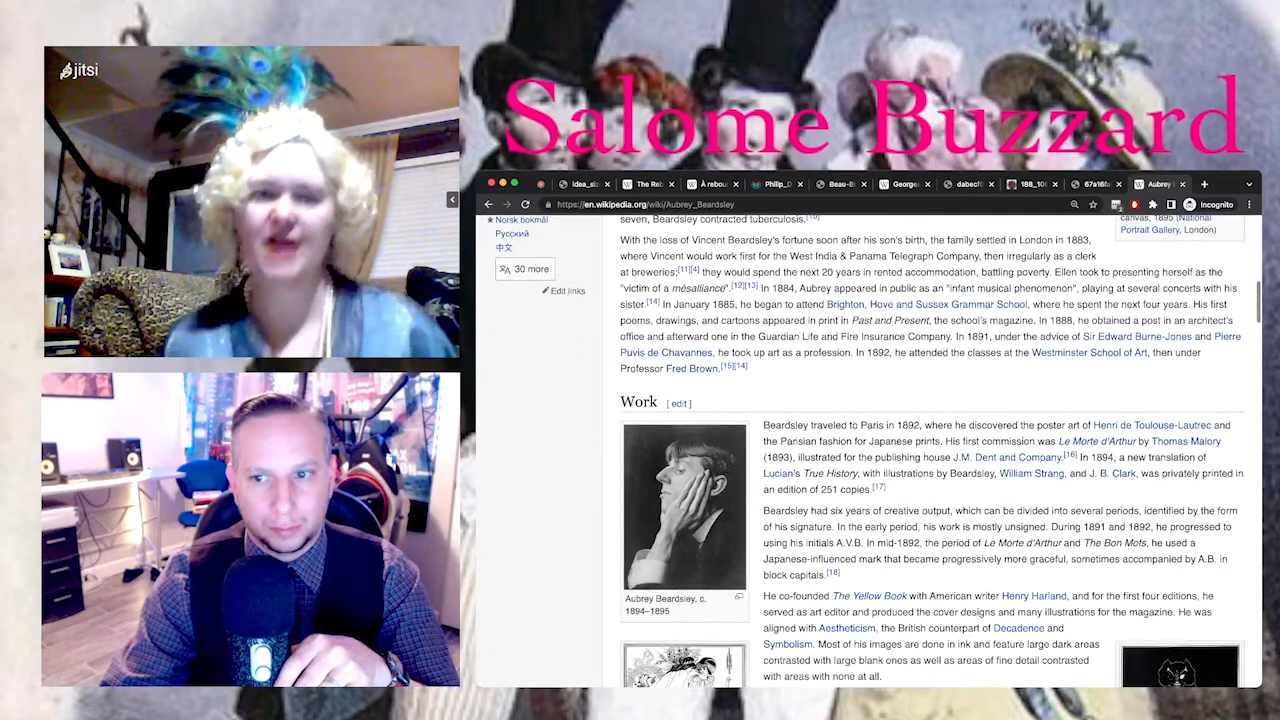 jitsi
Salome Buzzard
idea_siz
The Reb
À rebou
Philip_D
Beau-B
George
dabecf0
188_10
67a16fa
Aubrey
https://en.wikipedia.org/wiki/Aubrey_Beardsley
Incognito
Norsk bokmål
Русский
中文
30 more
Edit links
seven, Beardsley contracted tuberculosis.[10]
canvas, 1895 (National
Portrait Gallery, London)
With the loss of Vincent Beardsley's fortune soon after his son's birth, the family settled in London in 1883,
where Vincent would work first for the West India & Panama Telegraph Company, then irregularly as a clerk
at breweries;[11][4] they would spend the next 20 years in rented accommodation, battling poverty. Ellen took to presenting herself as the
"victim of a mésalliance".[12][13] In 1884, Aubrey appeared in public as an "infant musical phenomenon", playing at several concerts with his
sister.[14] In January 1885, he began to attend Brighton, Hove and Sussex Grammar School, where he spent the next four years. His first
poems, drawings, and cartoons appeared in print in Past and Present, the school's magazine. In 1888, he obtained a post in an architect's
office and afterward one in the Guardian Life and Fire Insurance Company. In 1891, under the advice of Sir Edward Burne-Jones and Pierre
Puvis de Chavannes, he took up art as a profession. In 1892, he attended the classes at the Westminster School of Art, then under
Professor Fred Brown.[15][14]
Work [ edit ]
Beardsley traveled to Paris in 1892, where he discovered the poster art of Henri de Toulouse-Lautrec and
the Parisian fashion for Japanese prints. His first commission was Le Morte d'Arthur by Thomas Malory
(1893), illustrated for the publishing house J.M. Dent and Company.[16] In 1894, a new translation of
Lucian's True History, with illustrations by Beardsley, William Strang, and J. B. Clark, was privately printed in
an edition of 251 copies.[17]
Beardsley had six years of creative output, which can be divided into several periods, identified by the form
of his signature. In the early period, his work is mostly unsigned. During 1891 and 1892, he progressed to
using his initials A.V.B. In mid-1892, the period of Le Morte d'Arthur and The Bon Mots, he used a
Japanese-influenced mark that became progressively more graceful, sometimes accompanied by A.B. in
block capitals.[18]
Aubrey Beardsley, c.
1894–1895
He co-founded The Yellow Book with American writer Henry Harland, and for the first four editions, he
served as art editor and produced the cover designs and many illustrations for the magazine. He was
aligned with Aestheticism, the British counterpart of Decadence and
Symbolism. Most of his images are done in ink and feature large dark areas
contrasted with large blank ones as well as areas of fine detail contrasted
with areas with none at all.